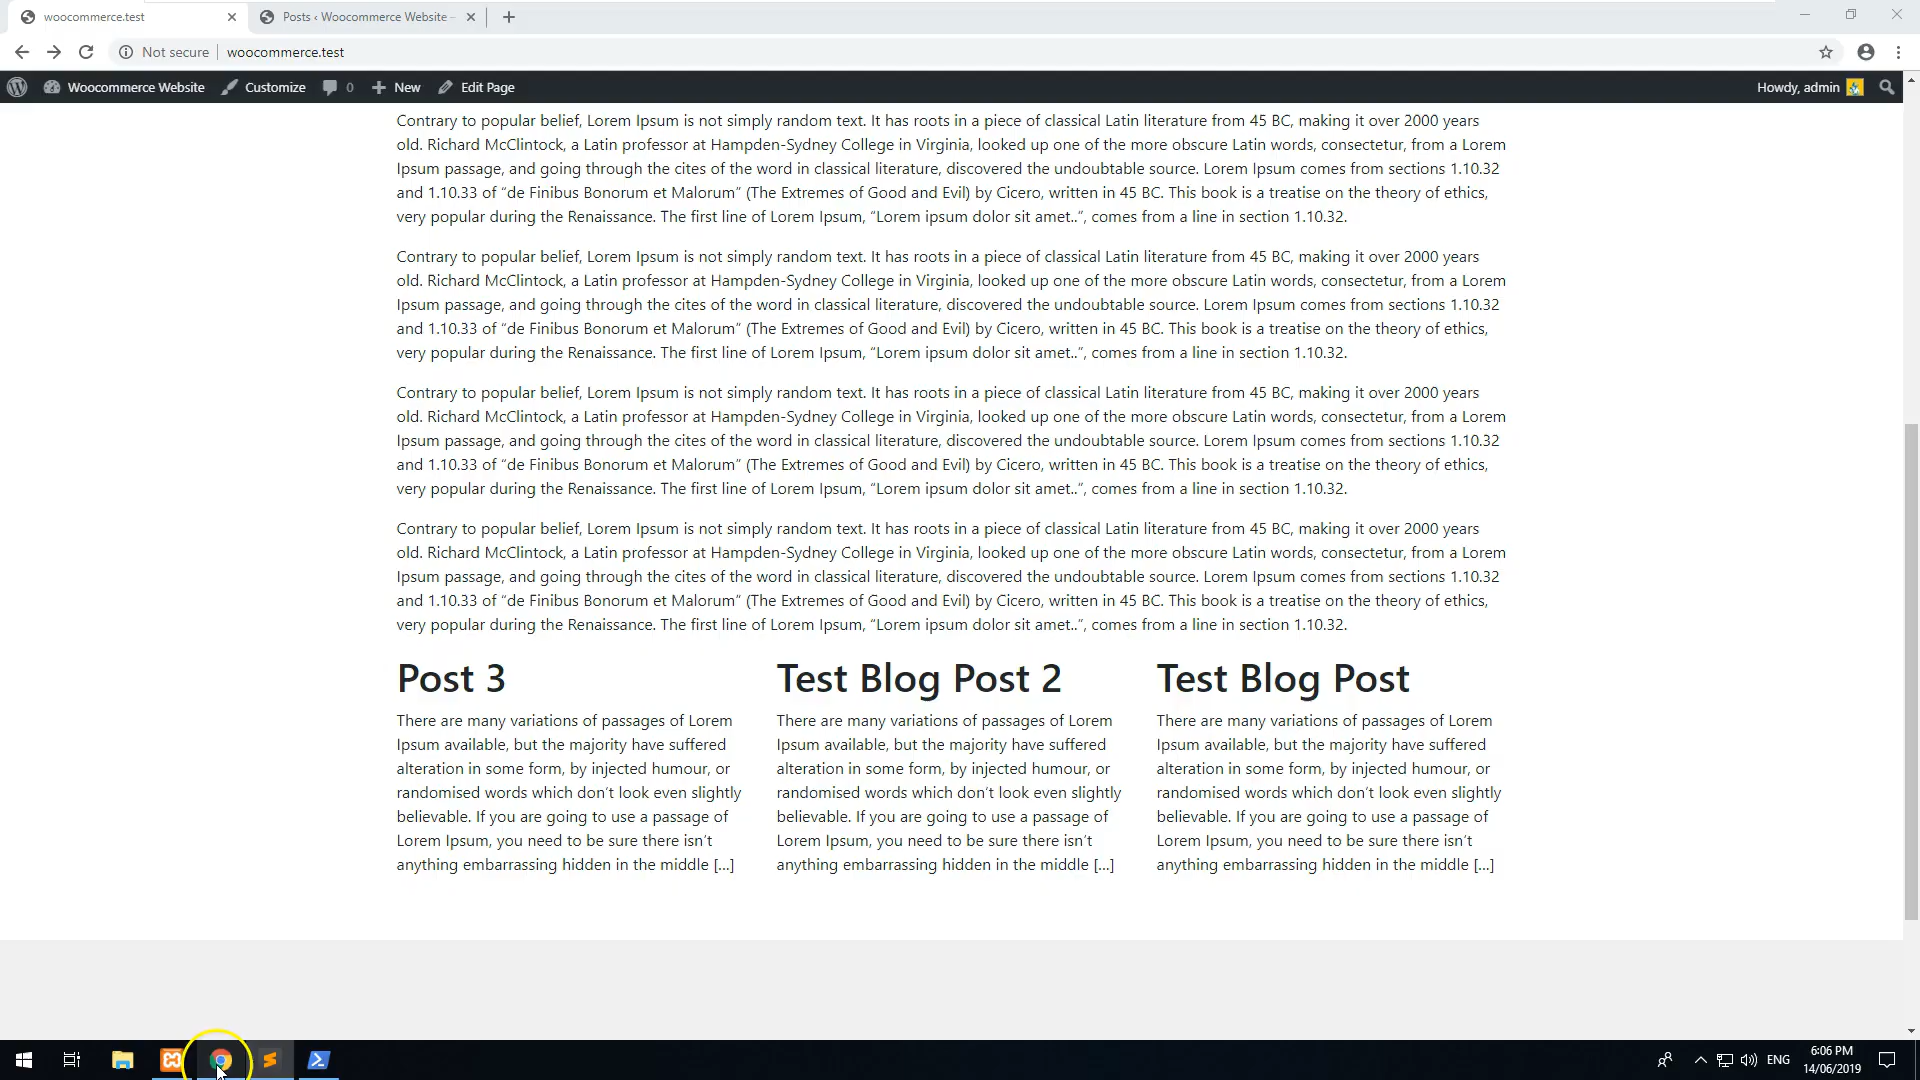 woocommerce.test
Posts ‹ Woocommerce Website –
Not secure woocommerce.test
Woocommerce Website Customize 0 New Edit Page Howdy, admin
Contrary to popular belief, Lorem Ipsum is not simply random text. It has roots in a piece of classical Latin literature from 45 BC, making it over 2000 years
old. Richard McClintock, a Latin professor at Hampden-Sydney College in Virginia, looked up one of the more obscure Latin words, consectetur, from a Lorem
Ipsum passage, and going through the cites of the word in classical literature, discovered the undoubtable source. Lorem Ipsum comes from sections 1.10.32
and 1.10.33 of “de Finibus Bonorum et Malorum” (The Extremes of Good and Evil) by Cicero, written in 45 BC. This book is a treatise on the theory of ethics,
very popular during the Renaissance. The first line of Lorem Ipsum, “Lorem ipsum dolor sit amet..”, comes from a line in section 1.10.32.
Contrary to popular belief, Lorem Ipsum is not simply random text. It has roots in a piece of classical Latin literature from 45 BC, making it over 2000 years
old. Richard McClintock, a Latin professor at Hampden-Sydney College in Virginia, looked up one of the more obscure Latin words, consectetur, from a Lorem
Ipsum passage, and going through the cites of the word in classical literature, discovered the undoubtable source. Lorem Ipsum comes from sections 1.10.32
and 1.10.33 of “de Finibus Bonorum et Malorum” (The Extremes of Good and Evil) by Cicero, written in 45 BC. This book is a treatise on the theory of ethics,
very popular during the Renaissance. The first line of Lorem Ipsum, “Lorem ipsum dolor sit amet..”, comes from a line in section 1.10.32.
Contrary to popular belief, Lorem Ipsum is not simply random text. It has roots in a piece of classical Latin literature from 45 BC, making it over 2000 years
old. Richard McClintock, a Latin professor at Hampden-Sydney College in Virginia, looked up one of the more obscure Latin words, consectetur, from a Lorem
Ipsum passage, and going through the cites of the word in classical literature, discovered the undoubtable source. Lorem Ipsum comes from sections 1.10.32
and 1.10.33 of “de Finibus Bonorum et Malorum” (The Extremes of Good and Evil) by Cicero, written in 45 BC. This book is a treatise on the theory of ethics,
very popular during the Renaissance. The first line of Lorem Ipsum, “Lorem ipsum dolor sit amet..”, comes from a line in section 1.10.32.
Contrary to popular belief, Lorem Ipsum is not simply random text. It has roots in a piece of classical Latin literature from 45 BC, making it over 2000 years
old. Richard McClintock, a Latin professor at Hampden-Sydney College in Virginia, looked up one of the more obscure Latin words, consectetur, from a Lorem
Ipsum passage, and going through the cites of the word in classical literature, discovered the undoubtable source. Lorem Ipsum comes from sections 1.10.32
and 1.10.33 of “de Finibus Bonorum et Malorum” (The Extremes of Good and Evil) by Cicero, written in 45 BC. This book is a treatise on the theory of ethics,
very popular during the Renaissance. The first line of Lorem Ipsum, “Lorem ipsum dolor sit amet..”, comes from a line in section 1.10.32.
Post 3
There are many variations of passages of Lorem
Ipsum available, but the majority have suffered
alteration in some form, by injected humour, or
randomised words which don’t look even slightly
believable. If you are going to use a passage of
Lorem Ipsum, you need to be sure there isn’t
anything embarrassing hidden in the middle [...]
Test Blog Post 2
There are many variations of passages of Lorem
Ipsum available, but the majority have suffered
alteration in some form, by injected humour, or
randomised words which don’t look even slightly
believable. If you are going to use a passage of
Lorem Ipsum, you need to be sure there isn’t
anything embarrassing hidden in the middle [...]
Test Blog Post
There are many variations of passages of Lorem
Ipsum available, but the majority have suffered
alteration in some form, by injected humour, or
randomised words which don’t look even slightly
believable. If you are going to use a passage of
Lorem Ipsum, you need to be sure there isn’t
anything embarrassing hidden in the middle [...]
ENG
6:06 PM
14/06/2019